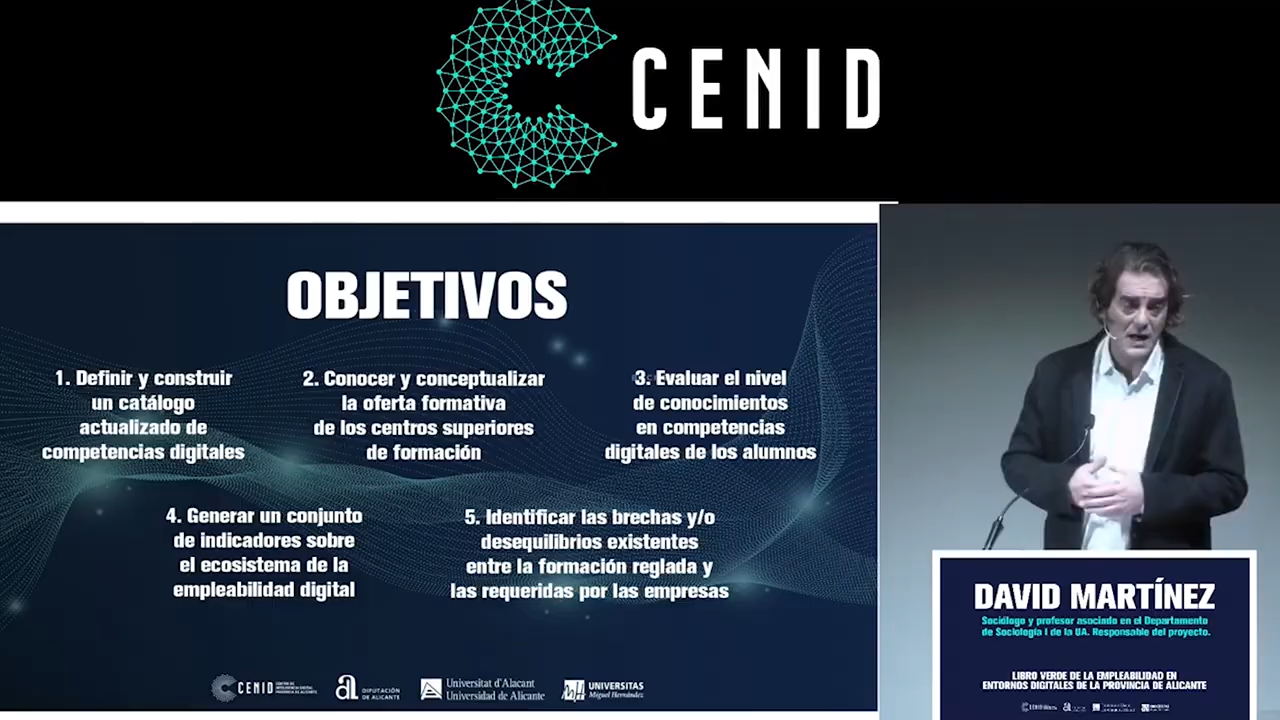 CENID
OBJETIVOS
1. Definir y construir
un catálogo
actualizado de
competencias digitales
2. Conocer y conceptualizar
la oferta formativa
de los centros superiores
de formación
3. Evaluar el nivel
de conocimientos
en competencias
digitales de los alumnos
4. Generar un conjunto
de indicadores sobre
el ecosistema de la
empleabilidad digital
5. Identificar las brechas y/o
desequilibrios existentes
entre la formación reglada y
las requeridas por las empresas
CENID
DIPUTACIÓN
DE ALICANTE
Universitat d'Alacant
Universidad de Alicante
UNIVERSITAS
Miguel Hernández
DAVID MARTÍNEZ
Sociólogo y profesor asociado en el Departamento
de Sociología I de la UA. Responsable del proyecto.
LIBRO VERDE DE LA EMPLEABILIDAD EN
ENTORNOS DIGITALES DE LA PROVINCIA DE ALICANTE
CENID